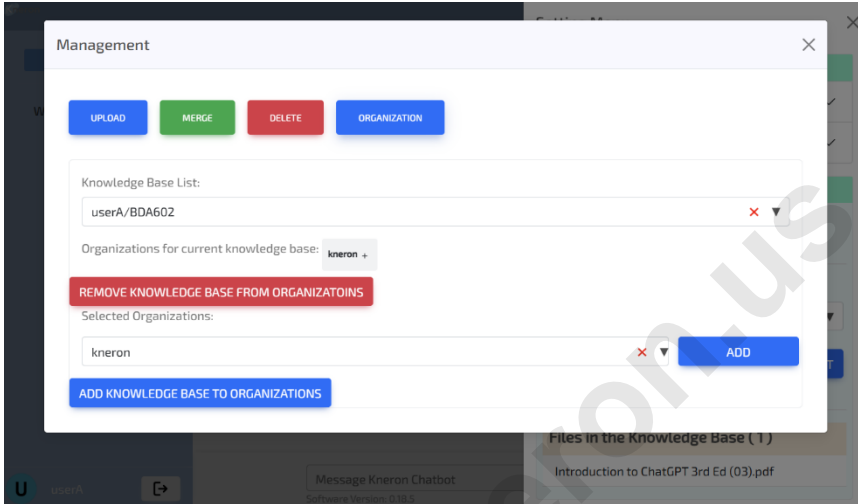 Management
UPLOAD MERGE DELETE ORGANIZATION
Knowledge Base List:
userA/BDA602
Organizations for current knowledge base: kneron +
REMOVE KNOWLEDGE BASE FROM ORGANIZATOINS
Selected Organizations:
kneron
ADD
ADD KNOWLEDGE BASE TO ORGANIZATIONS
Files in the Knowledge Base ( 1 )
Introduction to ChatGPT 3rd Ed (03).pdf
U userA
Message Kneron Chatbot
Software Version: 0.18.5